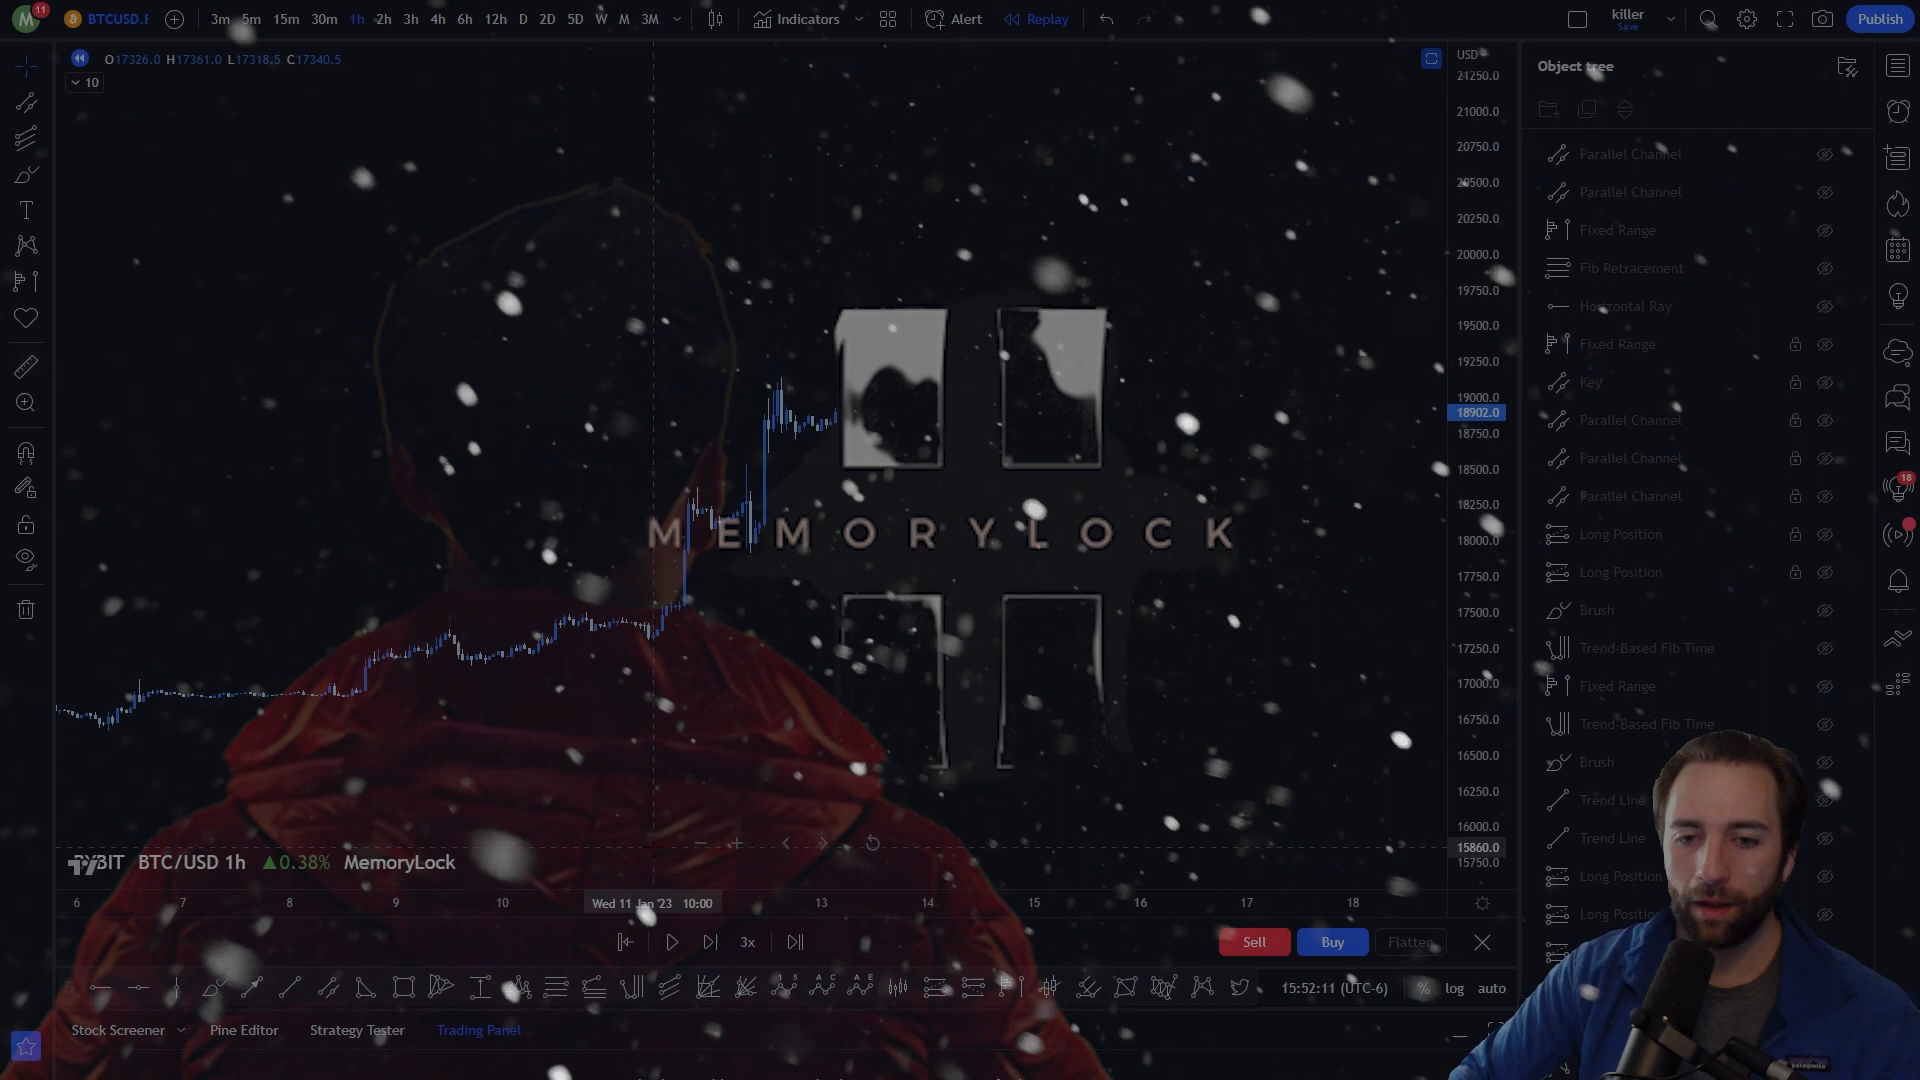 M 11 BTCUSD.P 3m 5m 15m 30m 1h 2h 3h 4h 6h 12h D 2D 5D W M 3M Indicators Alert Replay killer Save Publish
O17326.0 H17361.0 L17318.5 C17340.5
10
USD
21250.0
21000.0
20750.0
20500.0
20250.0
20000.0
19750.0
19500.0
19250.0
19000.0
18902.0
18750.0
18500.0
18250.0
18000.0
17750.0
17500.0
17250.0
17000.0
16750.0
16500.0
16250.0
16000.0
15860.0
15750.0
MEMORYLOCK
BTC/USD 1h ▲0.38% MemoryLock
6 7 8 9 10 Wed 11 Jan '23 10:00 13 14 15 16 17 18
3x Sell Buy Flatten
1 5 A C A E
15:52:11 (UTC-6) % log auto
Stock Screener Pine Editor Strategy Tester Trading Panel
Object tree
Parallel Channel
Parallel Channel
Fixed Range
Fib Retracement
Horizontal Ray
Fixed Range
Key
Parallel Channel
Parallel Channel
Parallel Channel
Long Position
Long Position
Brush
Trend-Based Fib Time
Fixed Range
Trend-Based Fib Time
Brush
Trend Line
Trend Line
Long Position
Long Position
18
patagonia